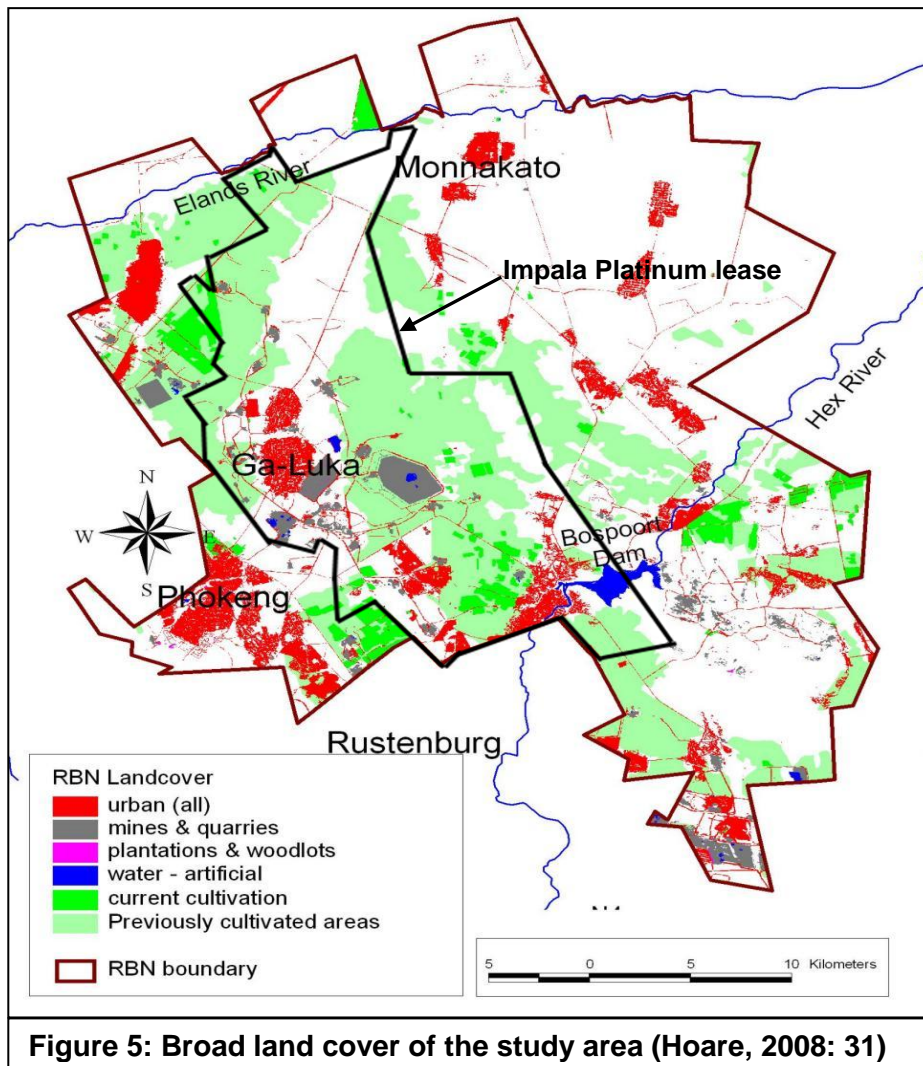 Monnakato
Elands River
Impala Platinum lease
Hex River
Ga-Luka
N
W E
S
Bospoort
Dam
Phokeng
Rustenburg
RBN Landcover
urban (all)
mines & quarries
plantations & woodlots
water - artificial
current cultivation
Previously cultivated areas
RBN boundary
5 0 5 10 Kilometers
Figure 5: Broad land cover of the study area (Hoare, 2008: 31)